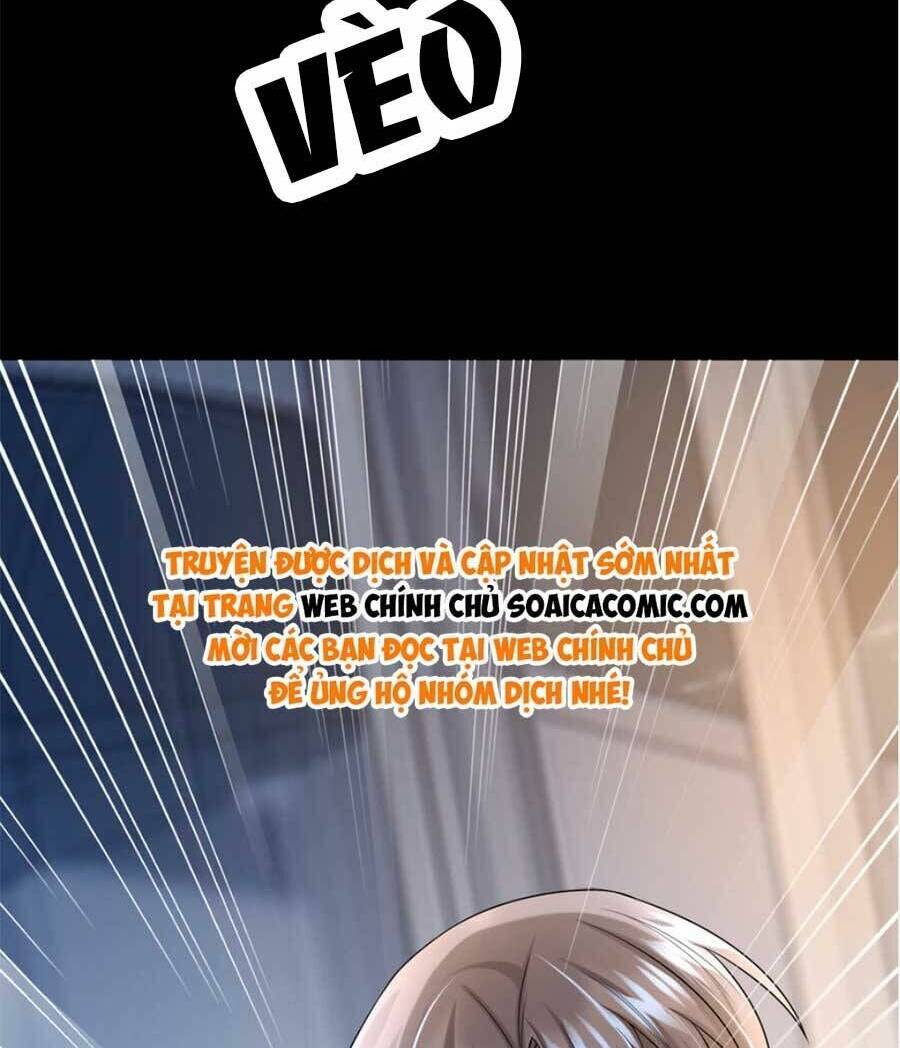 VÈO
TRUYỆN ĐƯỢC DỊCH VÀ CẬP NHẬT SỚM NHẤT
TẠI TRANG WEB CHÍNH CHỦ SOAICACOMIC.COM
MỜI CÁC BẠN ĐỌC TẠI WEB CHÍNH CHỦ
ĐỂ ỦNG HỘ NHÓM DỊCH NHÉ!